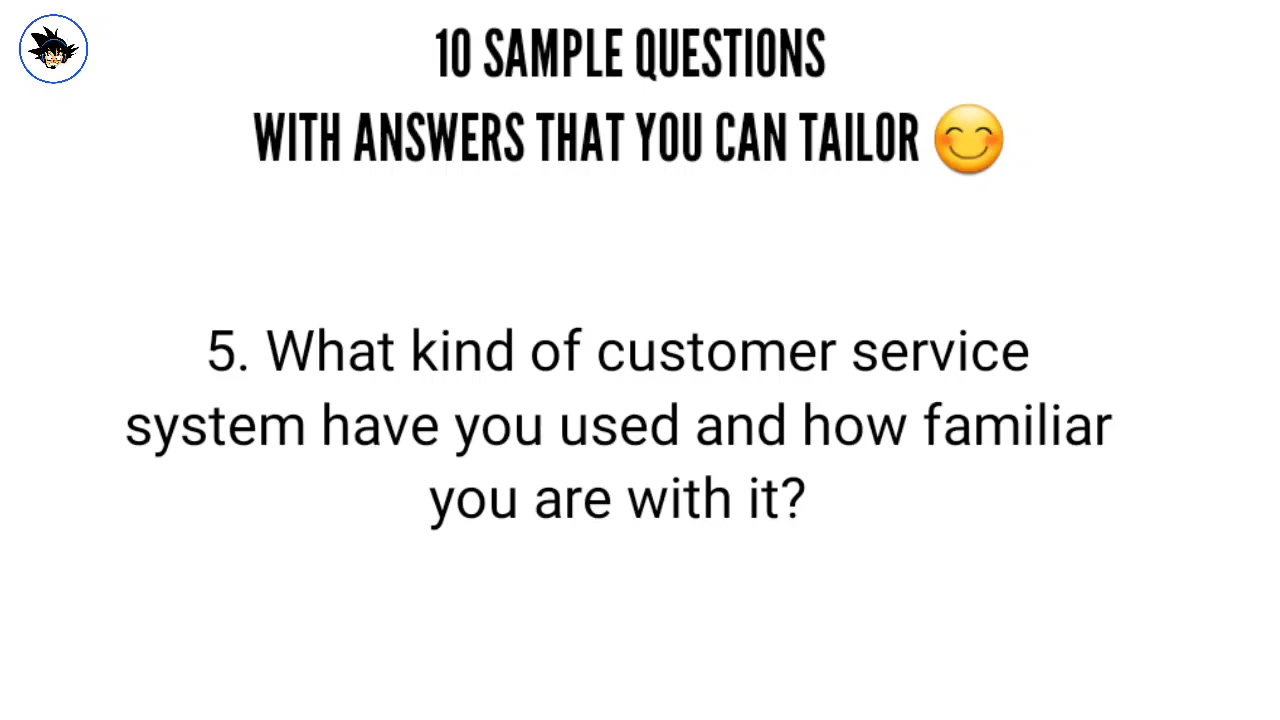 10 SAMPLE QUESTIONS
WITH ANSWERS THAT YOU CAN TAILOR 😊
5. What kind of customer service
system have you used and how familiar
you are with it?